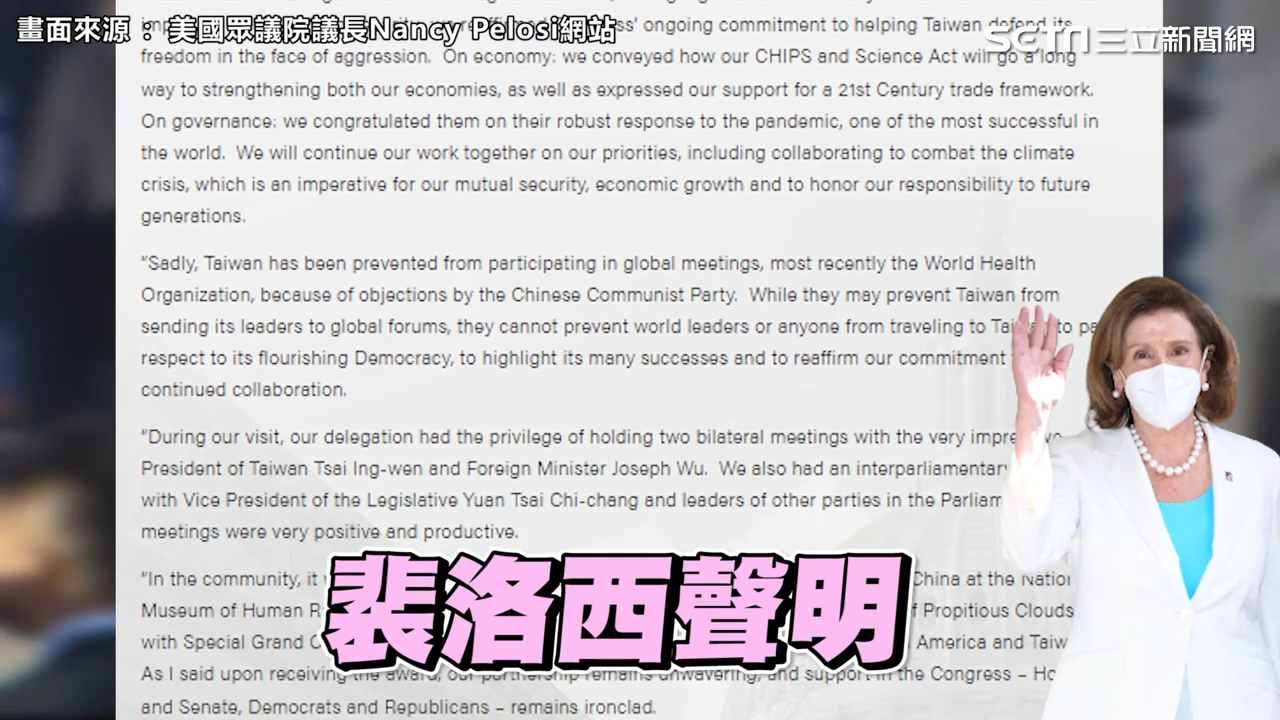 畫面來源：美國眾議院議長Nancy Pelosi網站
SETN三立新聞網
ongoing commitment to helping Taiwan defend its
freedom in the face of aggression. On economy: we conveyed how our CHIPS and Science Act will go a long
way to strengthening both our economies, as well as expressed our support for a 21st Century trade framework.
On governance: we congratulated them on their robust response to the pandemic, one of the most successful in
the world. We will continue our work together on our priorities, including collaborating to combat the climate
crisis, which is an imperative for our mutual security, economic growth and to honor our responsibility to future
generations.
"Sadly, Taiwan has been prevented from participating in global meetings, most recently the World Health
Organization, because of objections by the Chinese Communist Party. While they may prevent Taiwan from
sending its leaders to global forums, they cannot prevent world leaders or anyone from traveling to Taiwan to
respect to its flourishing Democracy, to highlight its many successes and to reaffirm our commitment
continued collaboration.
"During our visit, our delegation had the privilege of holding two bilateral meetings with the very
President of Taiwan Tsai Ing-wen and Foreign Minister Joseph Wu. We also had an
with Vice President of the Legislative Yuan Tsai Chi-chang and leaders of other parties in the
meetings were very positive and productive.
"In the community, it China at the
Museum of Human of Propitious Clouds
with Special Grand America and
As I said upon receiving the award, our partnership remains unwavering, and support in the Congress –
and Senate, Democrats and Republicans – remains ironclad.
裴洛西聲明